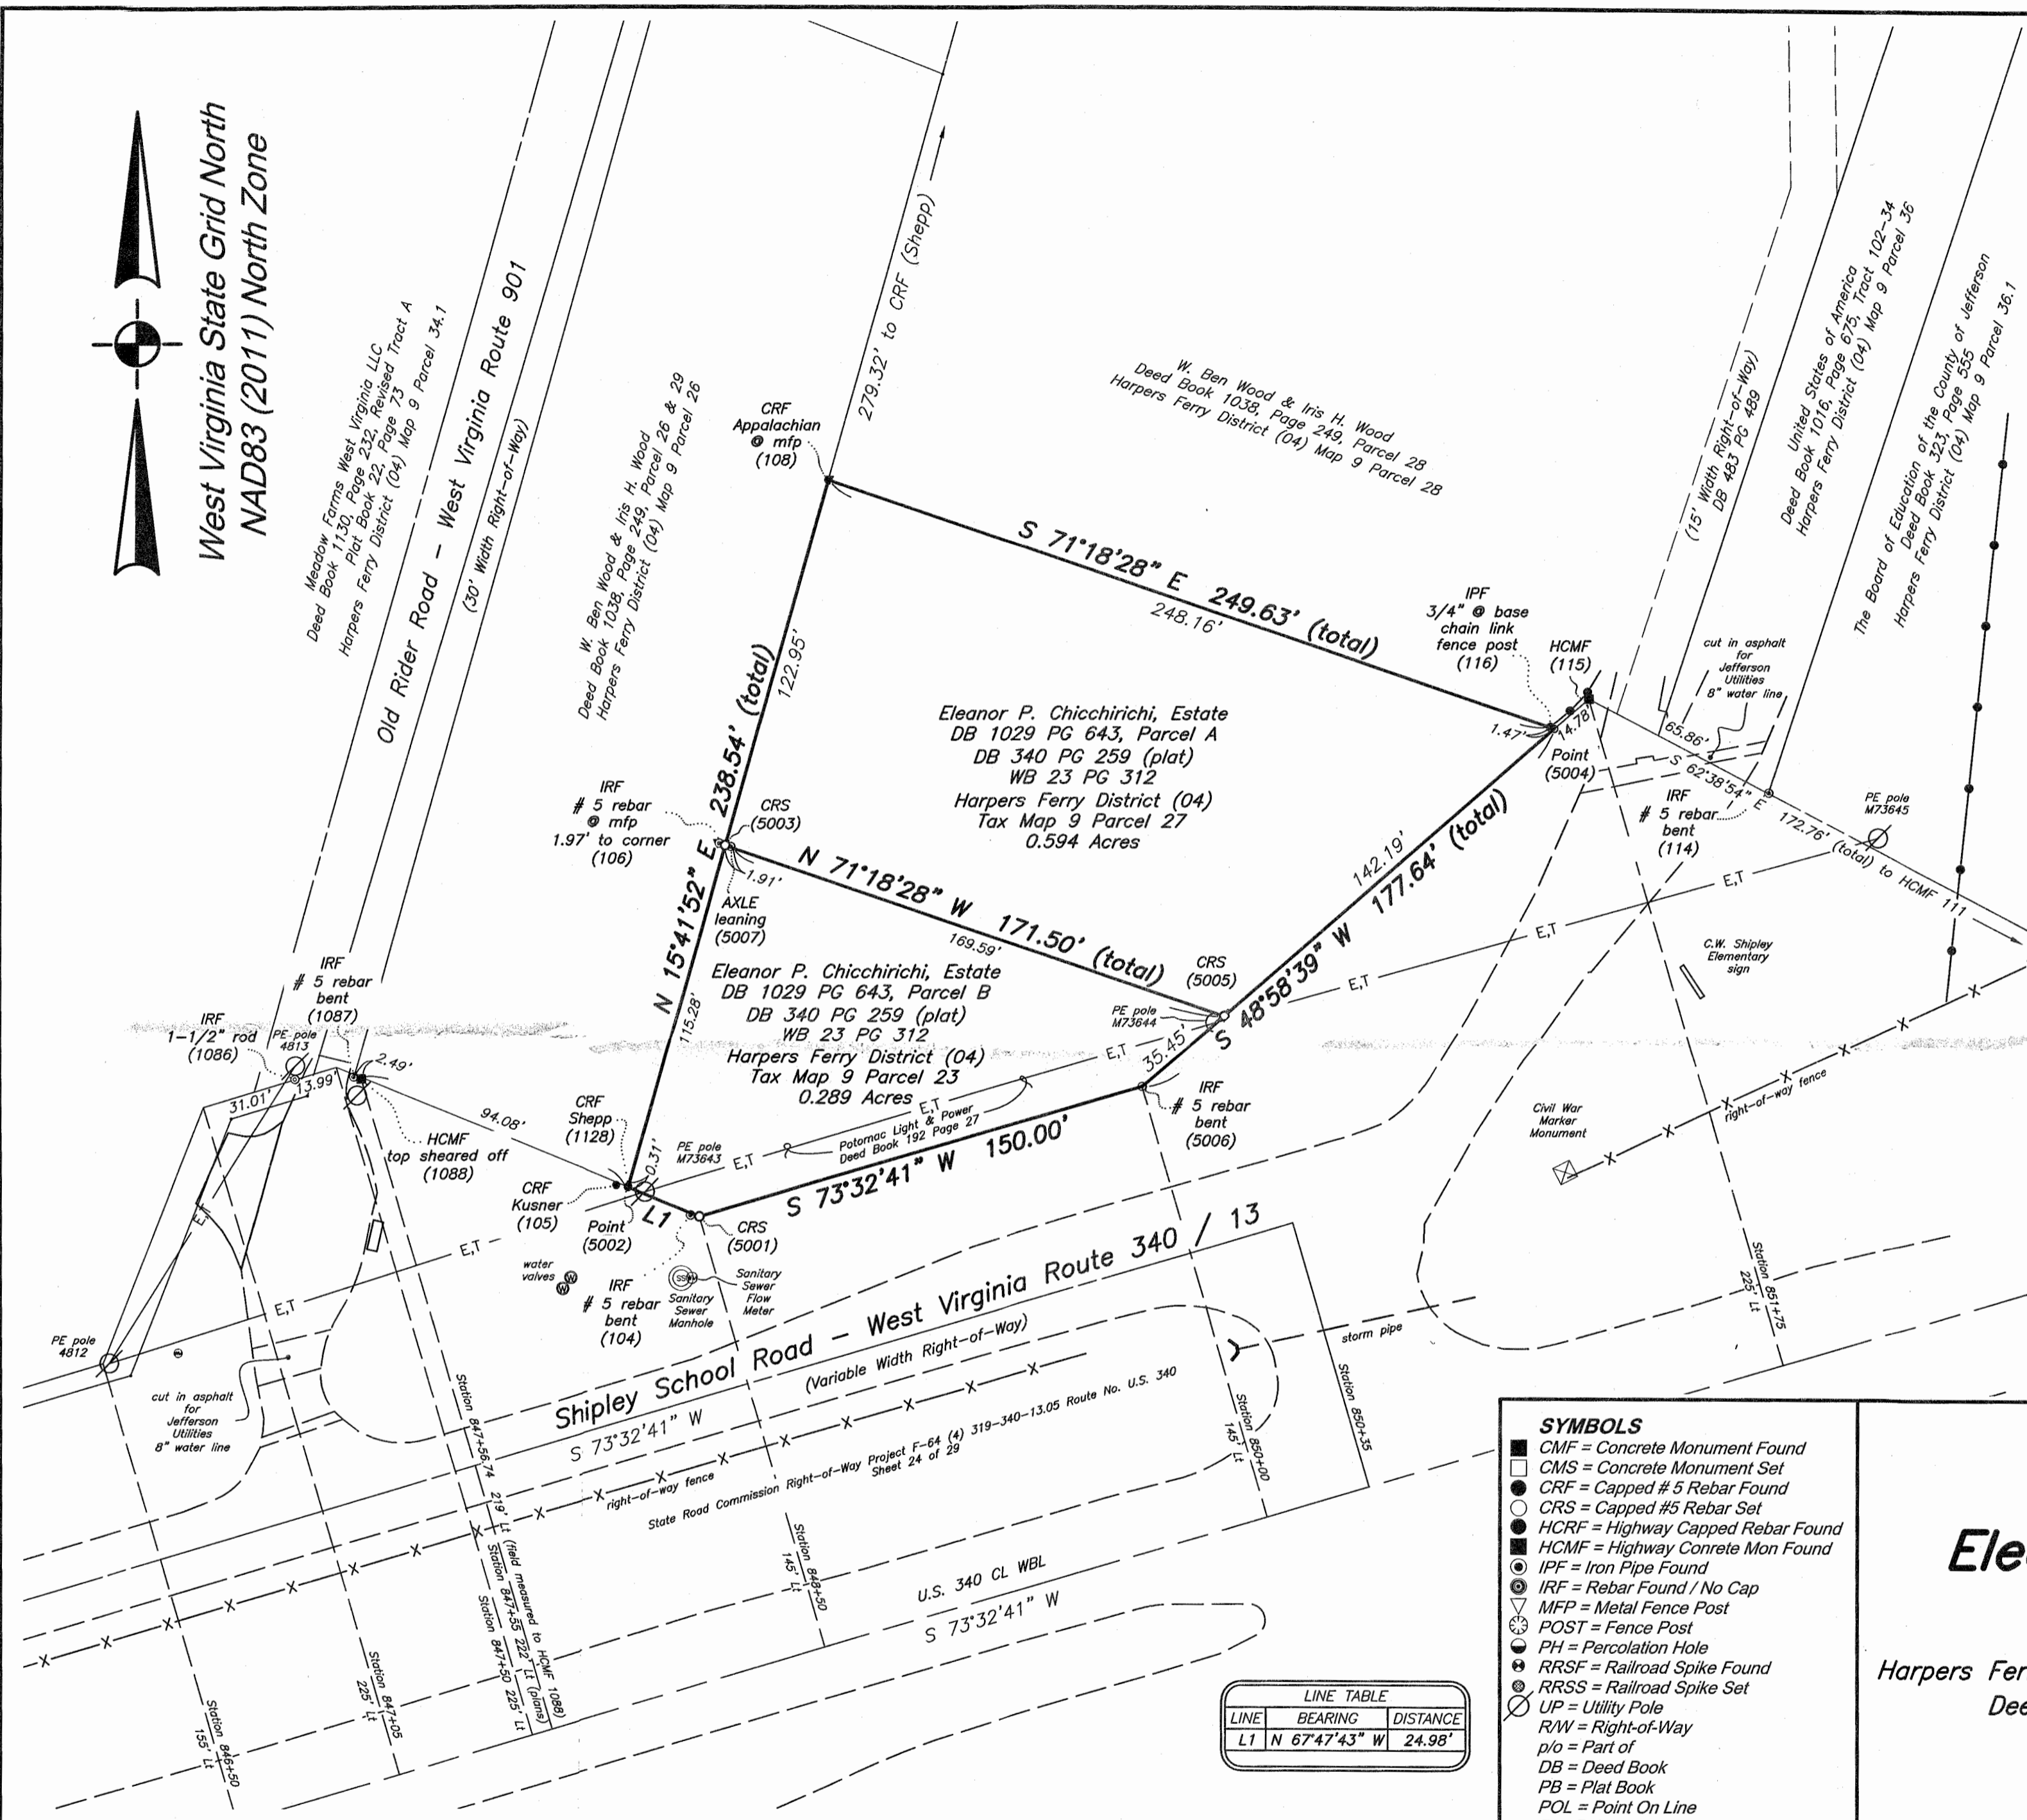 West Virginia State Grid North
NAD83 (2011) North Zone
Meadow Farms West Virginia LLC
Deed Book 1130, Page 232, Revised Tract A
Plat Book 22, Page 73
Harpers Ferry District (04) Map 9 Parcel 34.1
Old Rider Road - West Virginia Route 901
(30' Width Right-of-Way)
W. Ben Wood & Iris H. Wood
Deed Book 1038, Page 249, Parcel 26 & 29
Harpers Ferry District (04) Map 9 Parcel 26
279.32' to CRF (Shepp)
CRF
Appalachian
@ mfp
(108)
W. Ben Wood & Iris H. Wood
Deed Book 1038, Page 249, Parcel 28
Harpers Ferry District (04) Map 9 Parcel 28
(15' Width Right-of-Way)
DB 483 PG 489
United States of America
Deed Book 1016, Page 675, Tract 102-34
Harpers Ferry District (04) Map 9 Parcel 36
The Board of Education of the County of Jefferson
Deed Book 323, Page 555
Harpers Ferry District (04) Map 9 Parcel 36.1
S 71°18'28" E 249.63' (total)
248.16'
IPF
3/4" @ base
chain link
fence post
(116)
HCMF
(115)
cut in asphalt
for
Jefferson
Utilities
8" water line
1.47'
14.78'
Point
(5004)
65.86'
S 62°38'54" E
172.76' (total) to HCMF 111
IRF
# 5 rebar
bent
(114)
PE pole
M73645
N 15°41'52" E 238.54' (total)
122.95'
115.28'
Eleanor P. Chicchirichi, Estate
DB 1029 PG 643, Parcel A
DB 340 PG 259 (plat)
WB 23 PG 312
Harpers Ferry District (04)
Tax Map 9 Parcel 27
0.594 Acres
IRF
# 5 rebar
@ mfp
1.97' to corner
(106)
CRS
(5003)
1.91'
AXLE
leaning
(5007)
N 71°18'28" W 171.50' (total)
169.59'
142.19'
S 48°58'39" W 177.64' (total)
35.45'
CRS
(5005)
PE pole
M73644
E,T
E,T
E,T
E,T
C.W. Shipley
Elementary
sign
Eleanor P. Chicchirichi, Estate
DB 1029 PG 643, Parcel B
DB 340 PG 259 (plat)
WB 23 PG 312
Harpers Ferry District (04)
Tax Map 9 Parcel 23
0.289 Acres
IRF
# 5 rebar
bent
(1087)
IRF
1-1/2" rod
(1086)
PE pole
4813
31.01'
13.99'
2.49'
94.08'
HCMF
top sheared off
(1088)
CRF
Shepp
(1128)
0.31'
PE pole
M73643
E,T
E,T
Potomac Light & Power
Deed Book 192 Page 27
IRF
# 5 rebar
bent
(5006)
S 73°32'41" W 150.00'
CRF
Kusner
(105)
Point
(5002)
L1
CRS
(5001)
IRF
# 5 rebar
bent
(104)
water
valves
W
W
SS
Sanitary
Sewer
Manhole
Sanitary
Sewer
Flow
Meter
E,T
E,T
E,T
PE pole
4812
cut in asphalt
for
Jefferson
Utilities
8" water line
Civil War
Marker
Monument
right-of-way fence
Shipley School Road - West Virginia Route 340 / 13
(Variable Width Right-of-Way)
S 73°32'41" W
right-of-way fence
State Road Commission Right-of-Way Project F-64 (4) 319-340-13.05 Route No. U.S. 340
Sheet 24 of 29
storm pipe
U.S. 340 CL WBL
S 73°32'41" W
Station 846+50
155' Lt
Station 847+05
225' Lt
Station 847+50 225' Lt
Station 847+55 222' Lt (plans)
Station 847+56.74 219' Lt (field measured to HCMF 1088)
Station 848+50
145' Lt
Station 850+00
145' Lt
Station 850+35
Station 851+75
225' Lt
LINE TABLE
LINE BEARING DISTANCE
L1 N 67°47'43" W 24.98'
SYMBOLS
CMF = Concrete Monument Found
CMS = Concrete Monument Set
CRF = Capped # 5 Rebar Found
CRS = Capped #5 Rebar Set
HCRF = Highway Capped Rebar Found
HCMF = Highway Conrete Mon Found
IPF = Iron Pipe Found
IRF = Rebar Found / No Cap
MFP = Metal Fence Post
POST = Fence Post
PH = Percolation Hole
RRSF = Railroad Spike Found
RRSS = Railroad Spike Set
UP = Utility Pole
R/W = Right-of-Way
p/o = Part of
DB = Deed Book
PB = Plat Book
POL = Point On Line
Ele
Harpers Fer
Dee